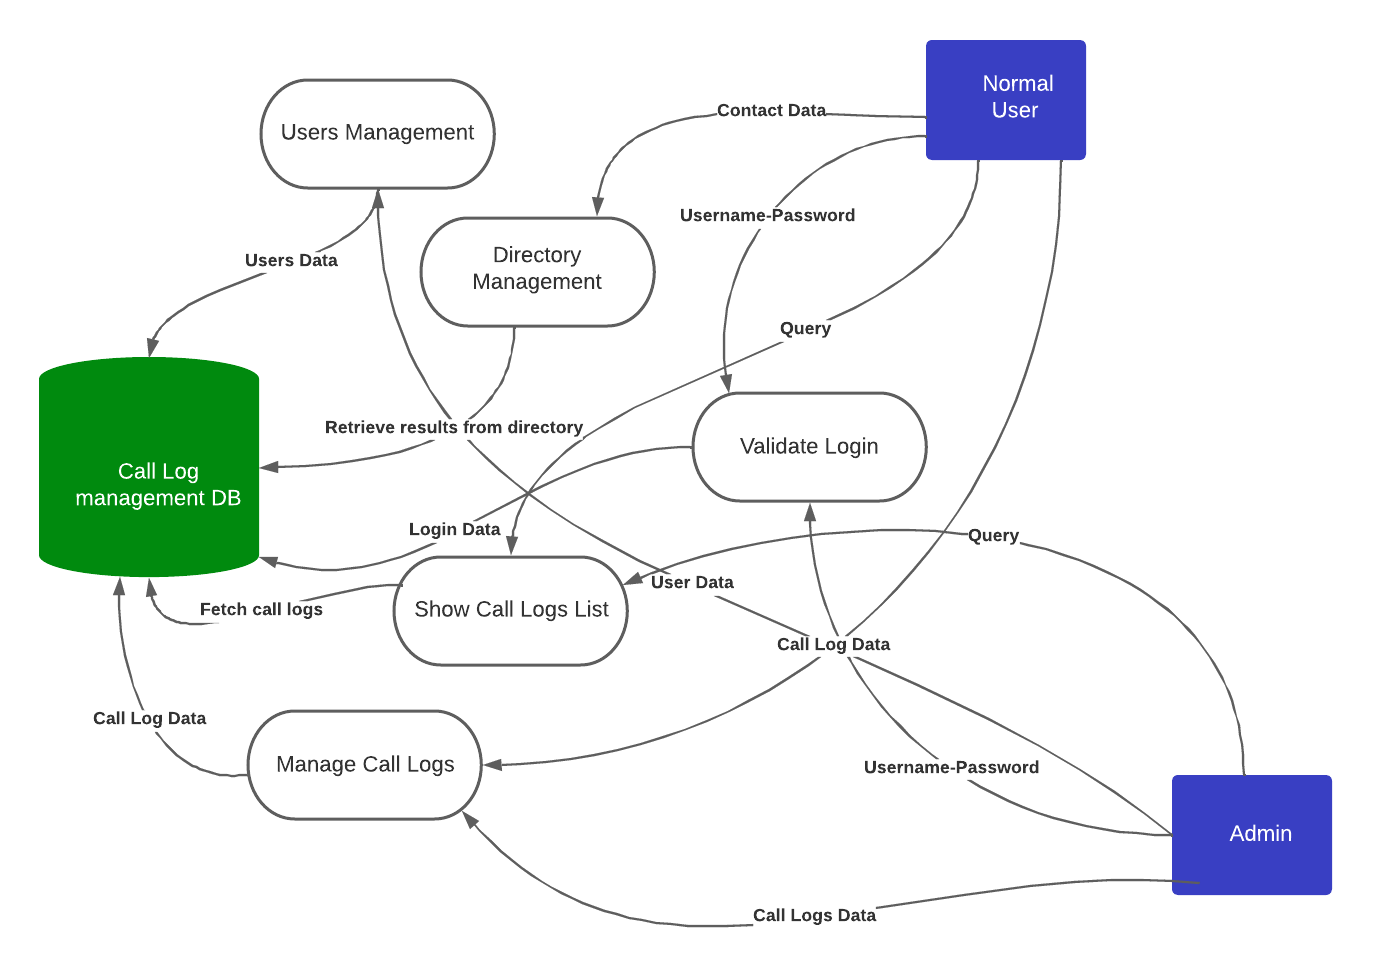 Normal
User
Contact Data
Users Management
Username-Password
Directory
Management
Users Data
Query
Retrieve results from directory
Validate Login
Call Log
management DB
Login Data
Query
User Data
Fetch call logs
Show Call Logs List
Call Log Data
Call Log Data
Manage Call Logs
Username-Password
Admin
Call Logs Data